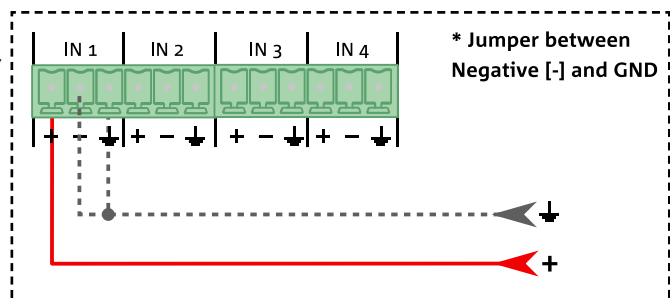 IN 1 IN 2 IN 3 IN 4
* Jumper between
Negative [-] and GND
+ − ⏚ + − ⏚ + − ⏚ + − ⏚
⏚
+